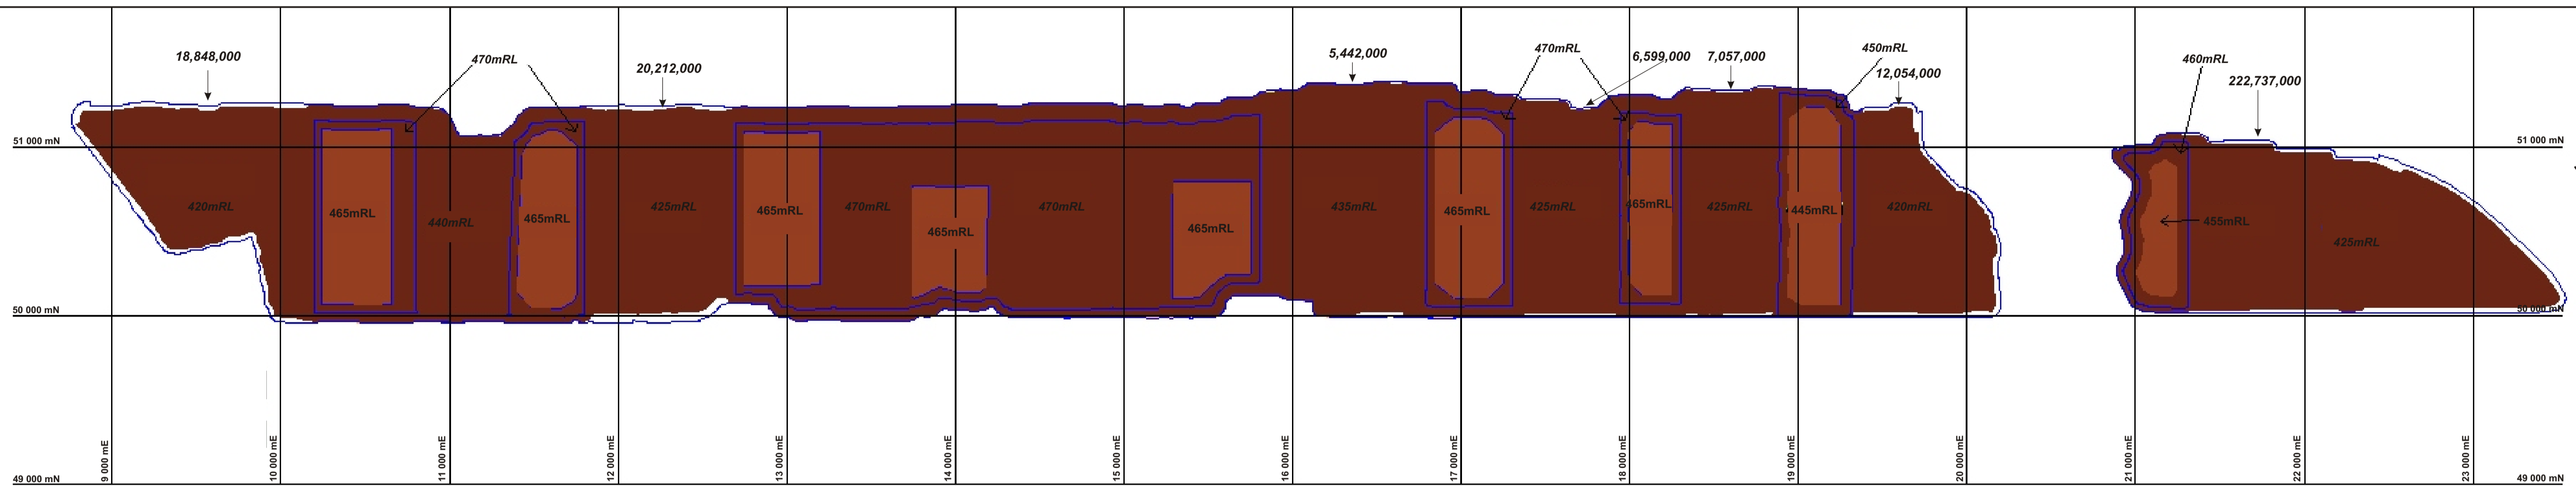 18,848,000
470mRL
20,212,000
5,442,000
470mRL
6,599,000
7,057,000
450mRL
12,054,000
460mRL
222,737,000
51 000 mN
51 000 mN
420mRL
465mRL
440mRL
465mRL
425mRL
465mRL
470mRL
465mRL
470mRL
465mRL
435mRL
465mRL
425mRL
465mRL
425mRL
445mRL
420mRL
455mRL
425mRL
50 000 mN
50 000 mN
9 000 mE
10 000 mE
11 000 mE
12 000 mE
13 000 mE
14 000 mE
15 000 mE
16 000 mE
17 000 mE
18 000 mE
19 000 mE
20 000 mE
21 000 mE
22 000 mE
23 000 mE
49 000 mN
49 000 mN